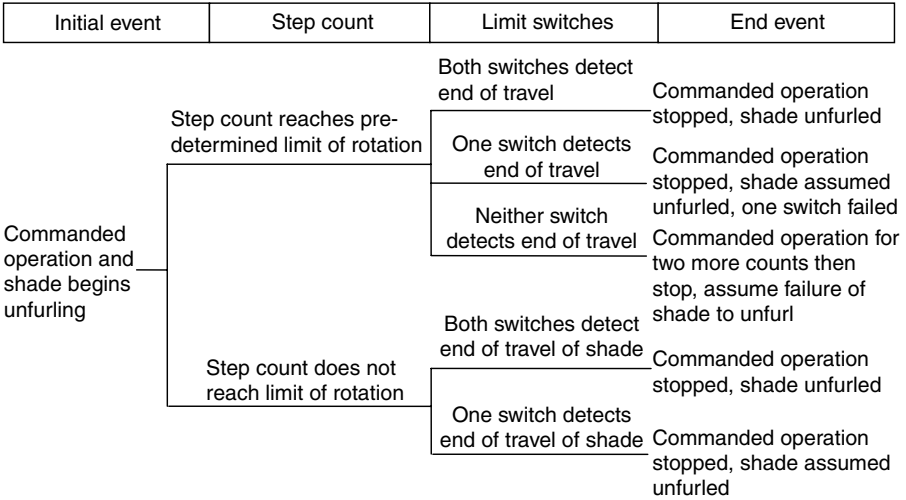 Initial event
Step count
Limit switches
End event
Commanded
operation and
shade begins
unfurling
Step count reaches pre-
determined limit of rotation
Both switches detect
end of travel
Commanded operation
stopped, shade unfurled
One switch detects
end of travel
Commanded operation
stopped, shade assumed
unfurled, one switch failed
Neither switch
detects end of travel
Commanded operation for
two more counts then
stop, assume failure of
shade to unfurl
Step count does not
reach limit of rotation
Both switches detect
end of travel of shade
Commanded operation
stopped, shade unfurled
One switch detects
end of travel of shade
Commanded operation
stopped, shade assumed
unfurled